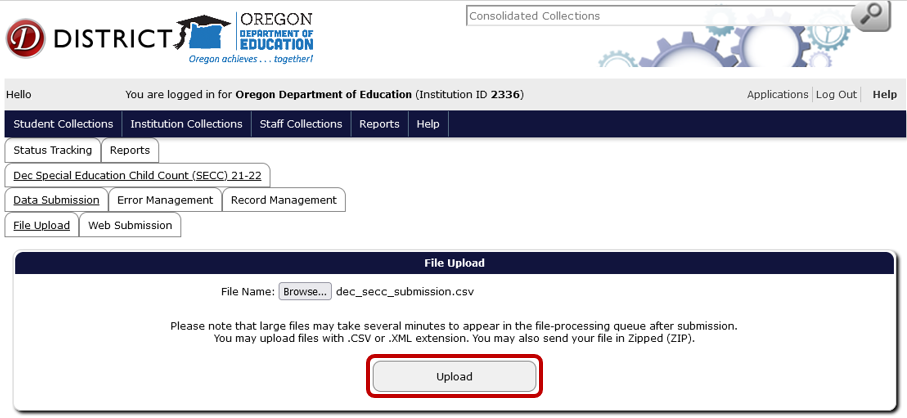 DISTRICT
OREGON
DEPARTMENT OF
EDUCATION
Oregon achieves . . . together!
Consolidated Collections
Hello You are logged in for Oregon Department of Education (Institution ID 2336) Applications Log Out Help
Student Collections Institution Collections Staff Collections Reports Help
Status Tracking Reports
Dec Special Education Child Count (SECC) 21-22
Data Submission Error Management Record Management
File Upload Web Submission
File Upload
File Name: Browse... dec_secc_submission.csv
Please note that large files may take several minutes to appear in the file-processing queue after submission.
You may upload files with .CSV or .XML extension. You may also send your file in Zipped (ZIP).
Upload